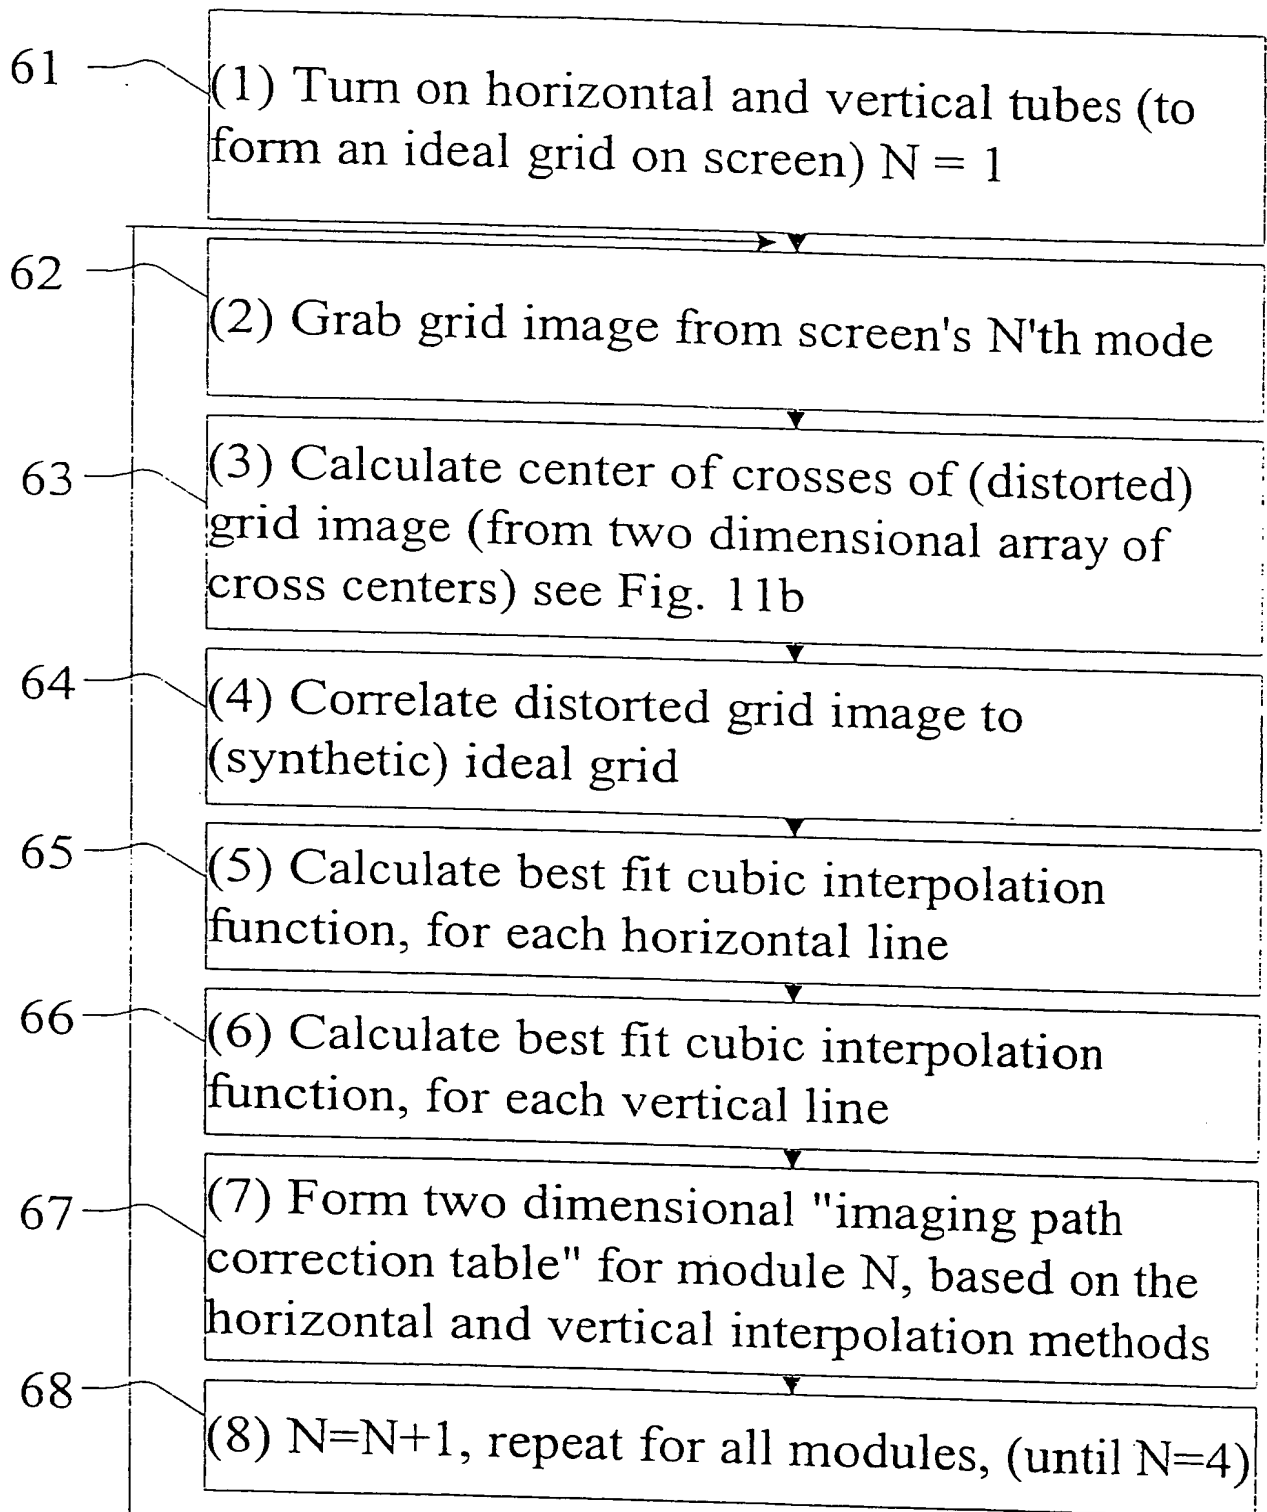 61
(1) Turn on horizontal and vertical tubes (to
form an ideal grid on screen) N = 1
62
(2) Grab grid image from screen's N'th mode
63
(3) Calculate center of crosses of (distorted)
grid image (from two dimensional array of
cross centers) see Fig. 11b
64
(4) Correlate distorted grid image to
(synthetic) ideal grid
65
(5) Calculate best fit cubic interpolation
function, for each horizontal line
66
(6) Calculate best fit cubic interpolation
function, for each vertical line
67
(7) Form two dimensional "imaging path
correction table" for module N, based on the
horizontal and vertical interpolation methods
68
(8) N=N+1, repeat for all modules, (until N=4)